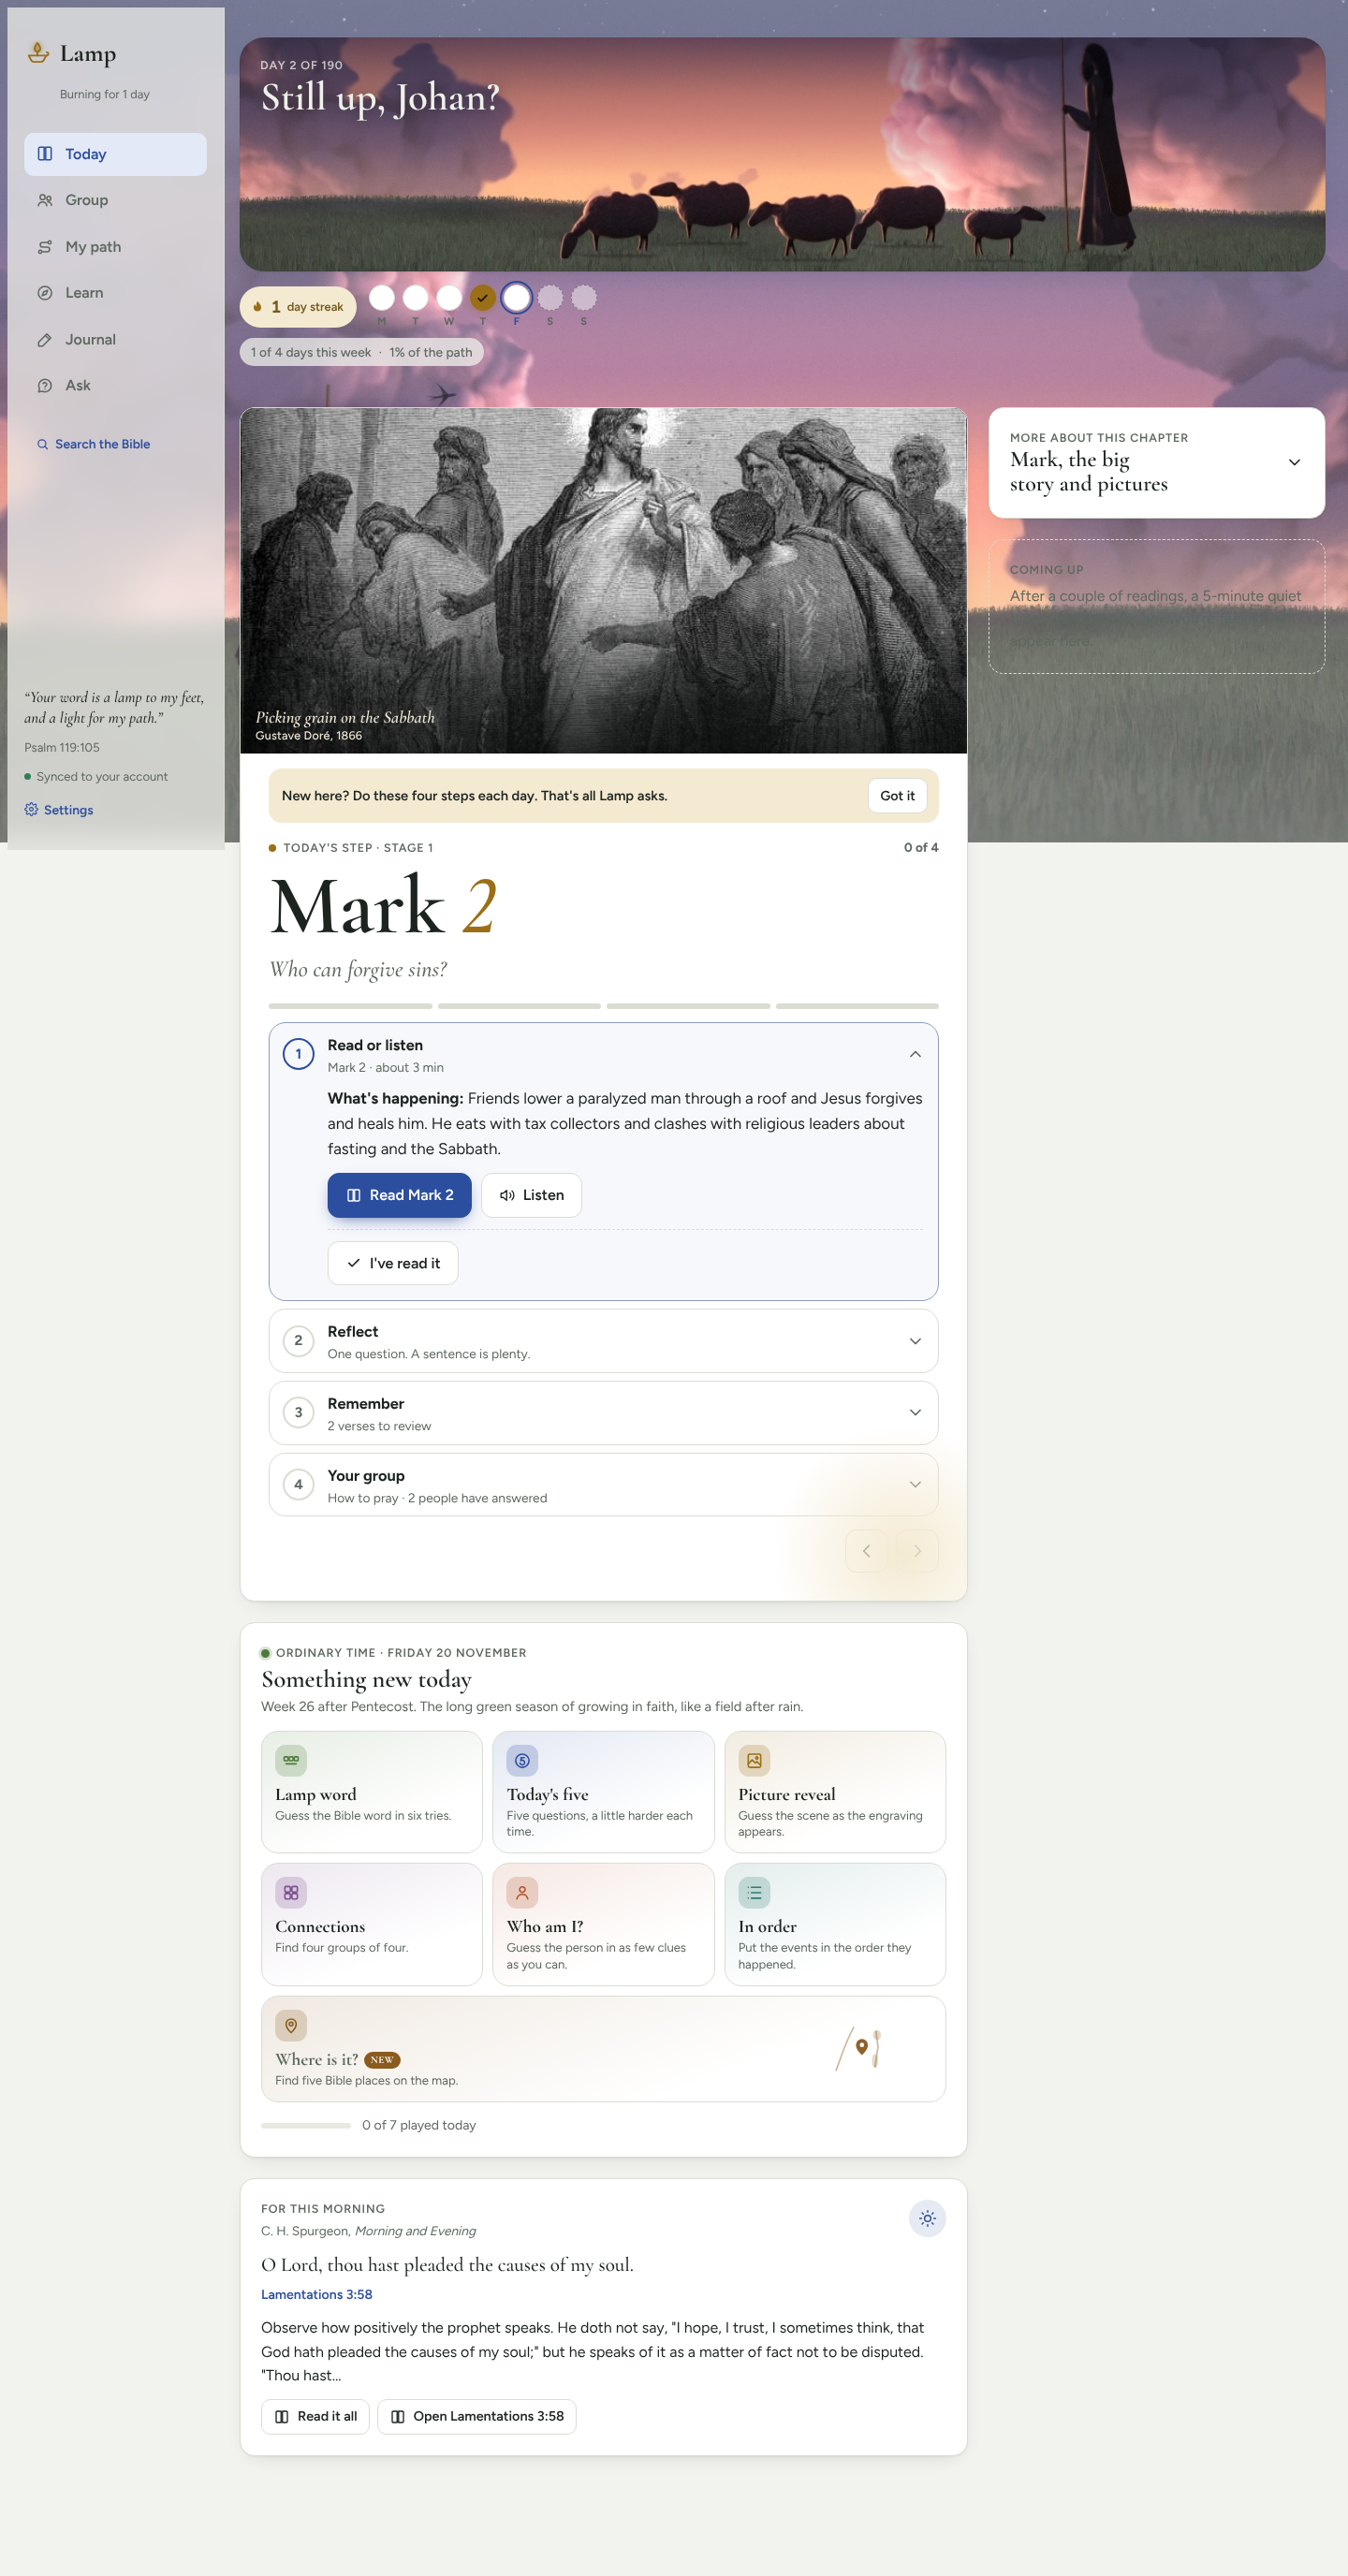 Lamp
Burning for 1 day
Today
Group
My path
Learn
Journal
Ask
Search the Bible
“Your word is a lamp to my feet,
and a light for my path.”
Psalm 119:105
Synced to your account
Settings
DAY 2 OF 190
Still up, Johan?
1 day streak
M T W T F S S
1 of 4 days this week · 1% of the path
Picking grain on the Sabbath
Gustave Doré, 1866
New here? Do these four steps each day. That's all Lamp asks.
Got it
TODAY'S STEP · STAGE 1
0 of 4
Mark 2
Who can forgive sins?
1
Read or listen
Mark 2 · about 3 min
What's happening: Friends lower a paralyzed man through a roof and Jesus forgives
and heals him. He eats with tax collectors and clashes with religious leaders about
fasting and the Sabbath.
Read Mark 2
Listen
I've read it
2
Reflect
One question. A sentence is plenty.
3
Remember
2 verses to review
4
Your group
How to pray · 2 people have answered
MORE ABOUT THIS CHAPTER
Mark, the big
story and pictures
COMING UP
After a couple of readings, a 5-minute quiet
appear here.
ORDINARY TIME · FRIDAY 20 NOVEMBER
Something new today
Week 26 after Pentecost. The long green season of growing in faith, like a field after rain.
Lamp word
Guess the Bible word in six tries.
5
Today's five
Five questions, a little harder each
time.
Picture reveal
Guess the scene as the engraving
appears.
Connections
Find four groups of four.
Who am I?
Guess the person in as few clues
as you can.
In order
Put the events in the order they
happened.
Where is it? NEW
Find five Bible places on the map.
0 of 7 played today
FOR THIS MORNING
C. H. Spurgeon, Morning and Evening
O Lord, thou hast pleaded the causes of my soul.
Lamentations 3:58
Observe how positively the prophet speaks. He doth not say, "I hope, I trust, I sometimes think, that
God hath pleaded the causes of my soul;" but he speaks of it as a matter of fact not to be disputed.
"Thou hast…
Read it all
Open Lamentations 3:58